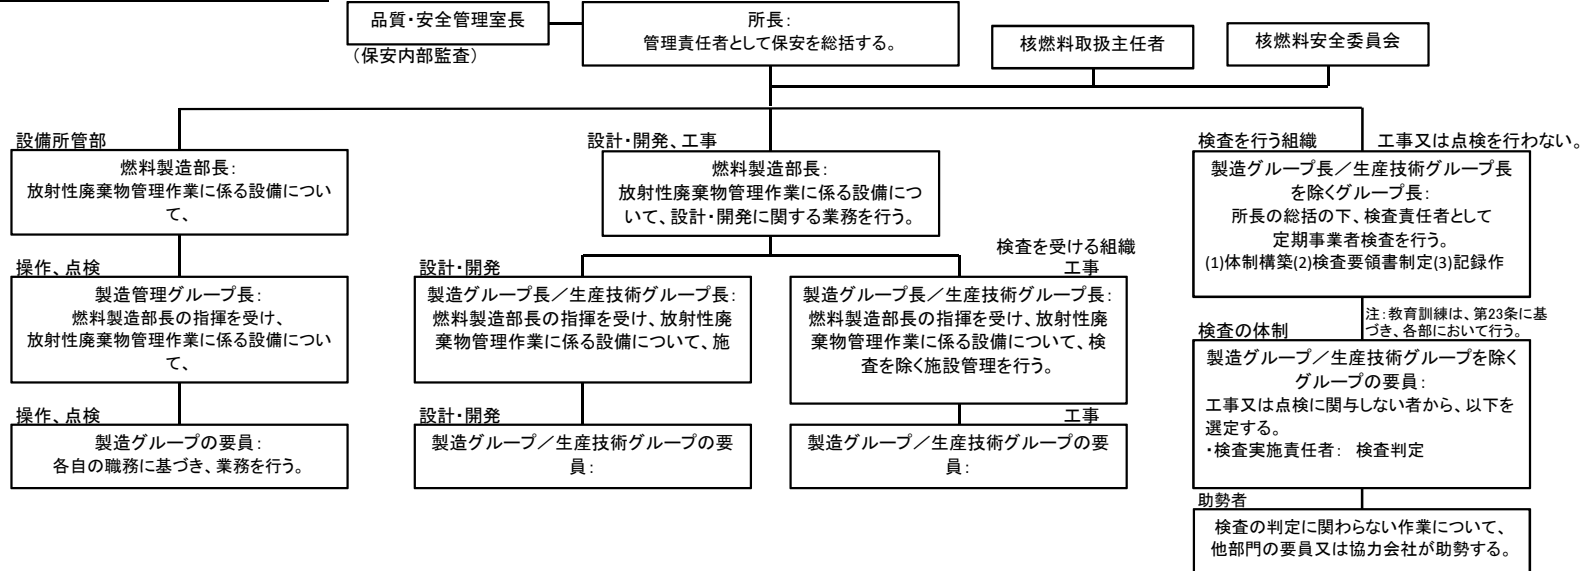 品質・安全管理室長
（保安内部監査）
所長：
管理責任者として保安を総括する。
核燃料取扱主任者
核燃料安全委員会
設備所管部
燃料製造部長：
放射性廃棄物管理作業に係る設備につい
て、
操作、点検
製造管理グループ長：
燃料製造部長の指揮を受け、
放射性廃棄物管理作業に係る設備につい
て、
操作、点検
製造グループの要員：
各自の職務に基づき、業務を行う。
設計・開発、工事
燃料製造部長：
放射性廃棄物管理作業に係る設備につ
いて、設計・開発に関する業務を行う。
設計・開発
製造グループ長／生産技術グループ長：
燃料製造部長の指揮を受け、放射性廃
棄物管理作業に係る設備について、施
設計・開発
製造グループ／生産技術グループの要
員：
検査を受ける組織
工事
製造グループ長／生産技術グループ長：
燃料製造部長の指揮を受け、放射性廃
棄物管理作業に係る設備について、検
査を除く施設管理を行う。
工事
製造グループ／生産技術グループの要
員：
検査を行う組織
工事又は点検を行わない。
製造グループ長／生産技術グループ長
を除くグループ長：
所長の総括の下、検査責任者として
定期事業者検査を行う。
(1)体制構築(2)検査要領書制定(3)記録作
注：教育訓練は、第23条に基
づき、各部において行う。
検査の体制
製造グループ／生産技術グループを除く
グループの要員：
工事又は点検に関与しない者から、以下を
選定する。
・検査実施責任者： 検査判定
助勢者
検査の判定に関わらない作業について、
他部門の要員又は協力会社が助勢する。